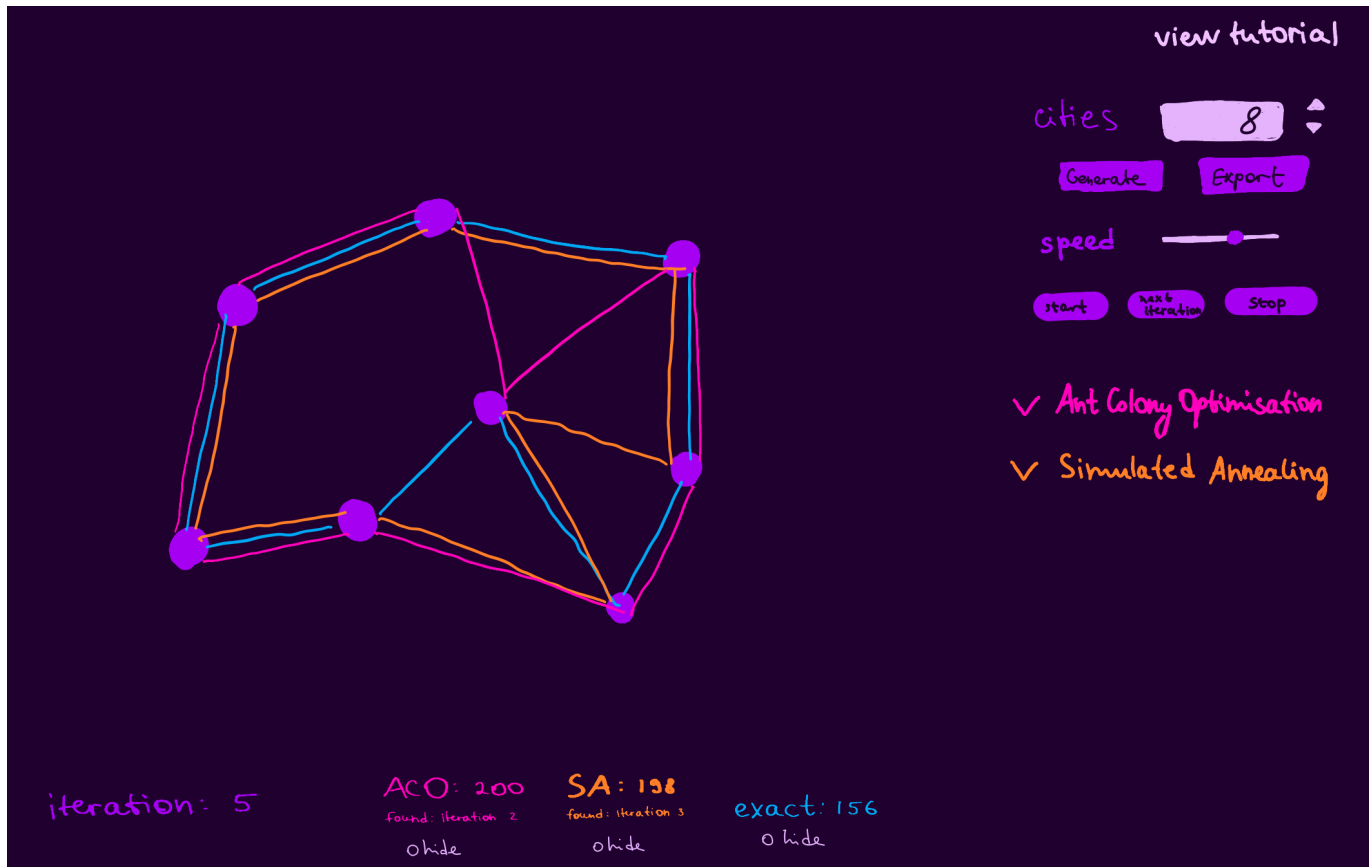 view tutorial
cities 8
Generate Export
speed
start next iteration Stop
Ant Colony Optimisation
Simulated Annealing
iteration: 5
ACO: 200
found: iteration 2
O hide
SA: 198
found: iteration 3
O hide
exact: 156
O hide